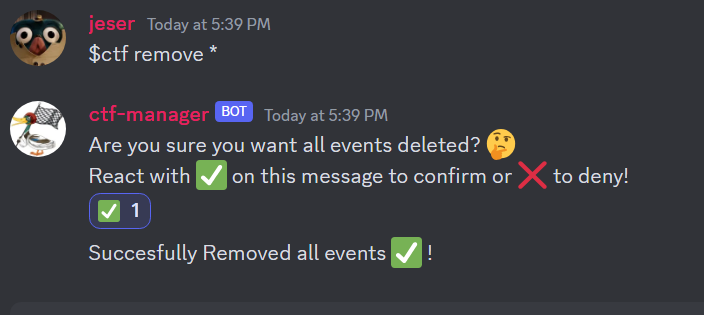 jeser Today at 5:39 PM
$ctf remove *
ctf-manager BOT Today at 5:39 PM
Are you sure you want all events deleted? 🤔
React with ✅ on this message to confirm or ❌ to deny!
✅ 1
Succesfully Removed all events ✅ !